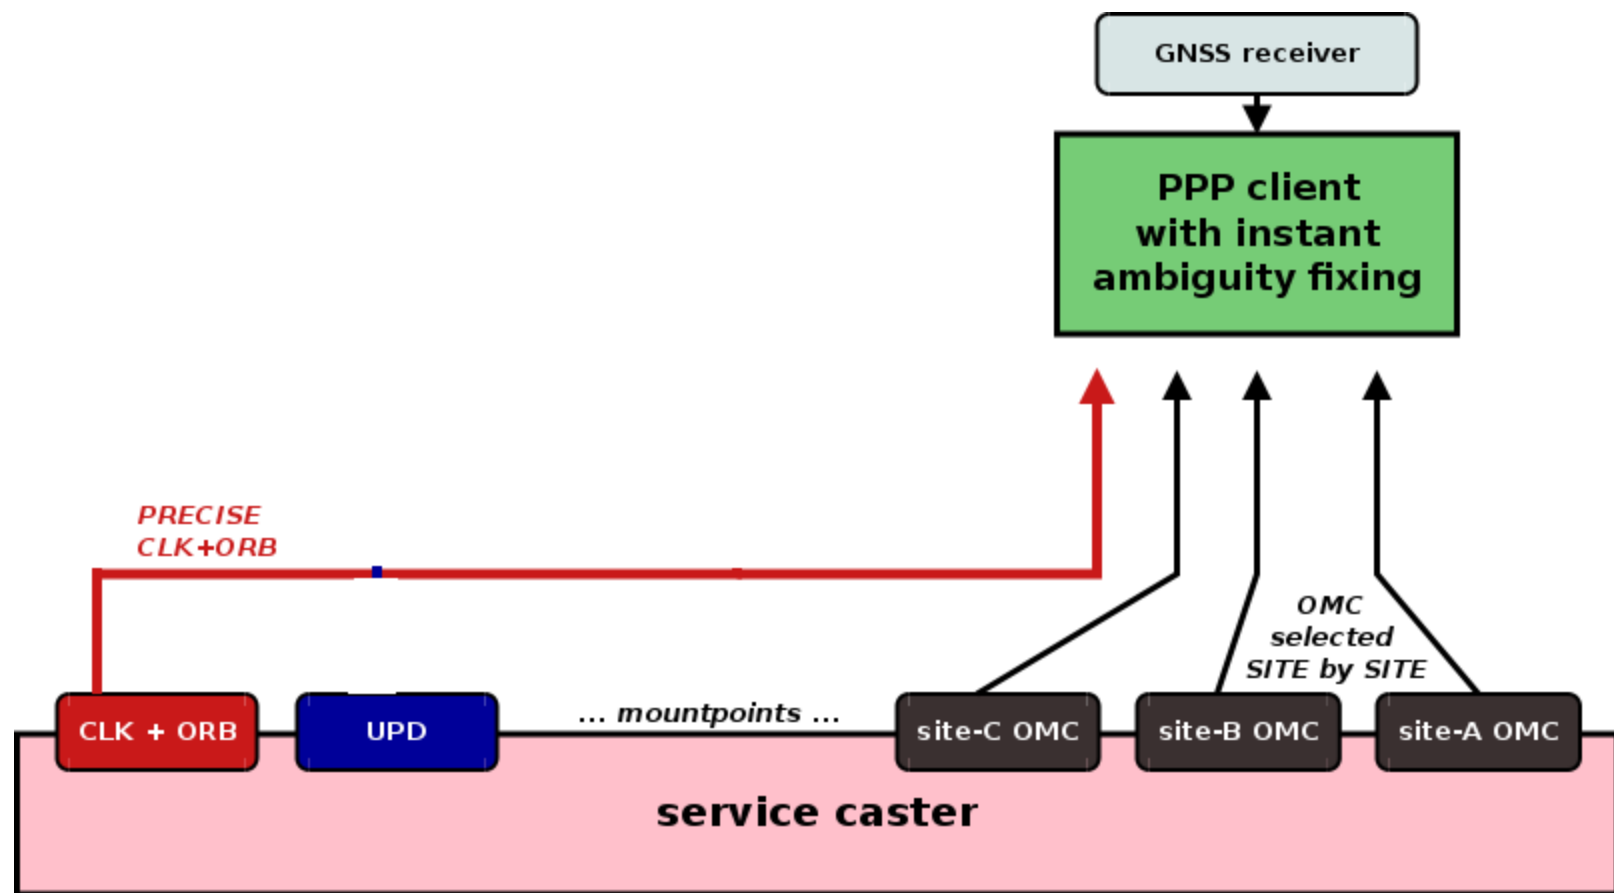 GNSS receiver
PPP client
with instant
ambiguity fixing
PRECISE
CLK+ORB
OMC
selected
SITE by SITE
CLK + ORB
UPD
... mountpoints ...
site-C OMC
site-B OMC
site-A OMC
service caster